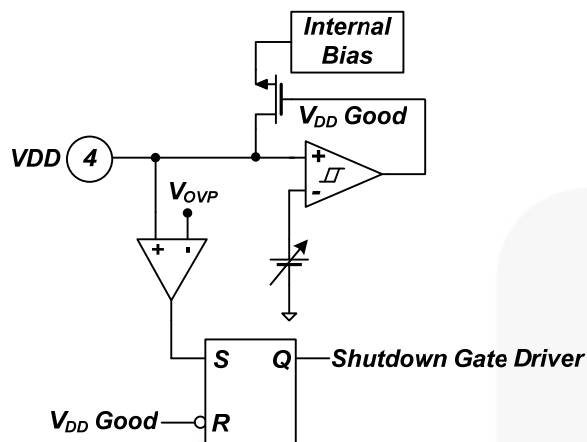 Internal
Bias
V_DD Good
VDD 4
+
-
V_OVP
+ -
S Q Shutdown Gate Driver
V_DD Good R